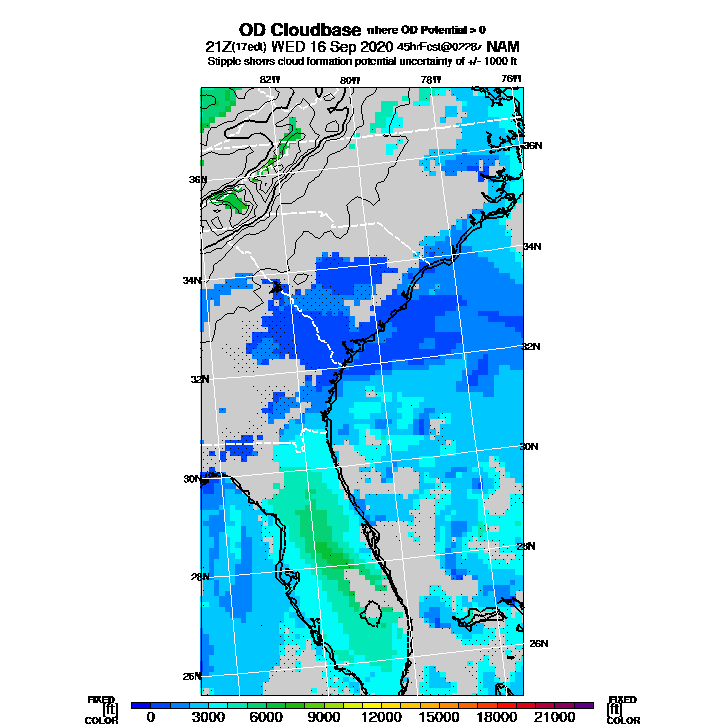 OD Cloudbase where OD Potential > 0
21Z(17edt) WED 16 Sep 2020 45hrFcst@0228z NAM
Stipple shows cloud formation potential uncertainty of +/- 1000 ft
82W 80W 78W 76W
36N
36N
34N
34N
32N
32N
30N
30N
28N
28N
26N
26N
FIXED FIXED
[ft] [ft]
COLOR COLOR
0 3000 6000 9000 12000 15000 18000 21000